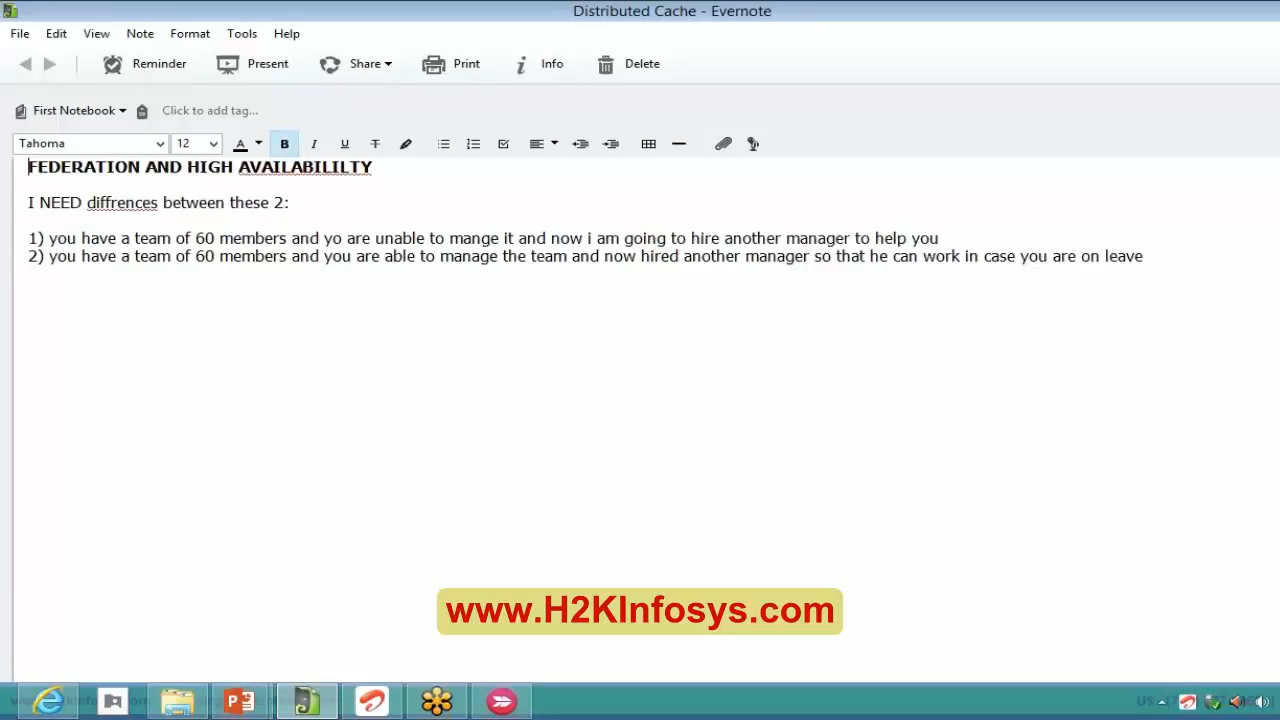 Distributed Cache - Evernote
File Edit View Note Format Tools Help
Reminder Present Share Print Info Delete
First Notebook Click to add tag...
Tahoma 12 A B I U T
FEDERATION AND HIGH AVAILABILILTY
I NEED diffrences between these 2:
1) you have a team of 60 members and yo are unable to mange it and now i am going to hire another manager to help you
2) you have a team of 60 members and you are able to manage the team and now hired another manager so that he can work in case you are on leave
www.H2KInfosys.com
US